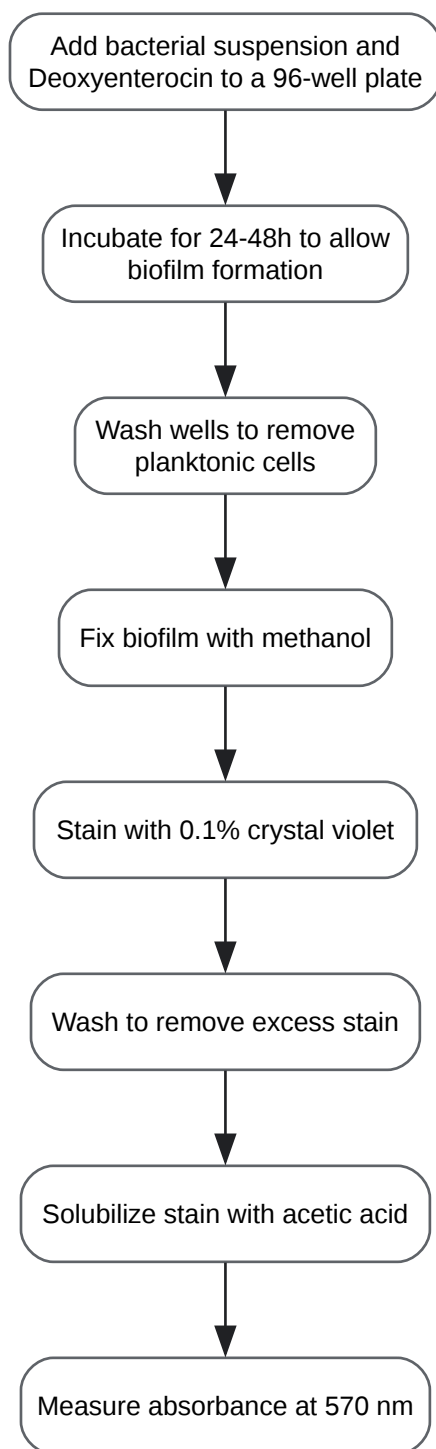 Add bacterial suspension and
Deoxyenterocin to a 96-well plate
Incubate for 24-48h to allow
biofilm formation
Wash wells to remove
planktonic cells
Fix biofilm with methanol
Stain with 0.1% crystal violet
Wash to remove excess stain
Solubilize stain with acetic acid
Measure absorbance at 570 nm